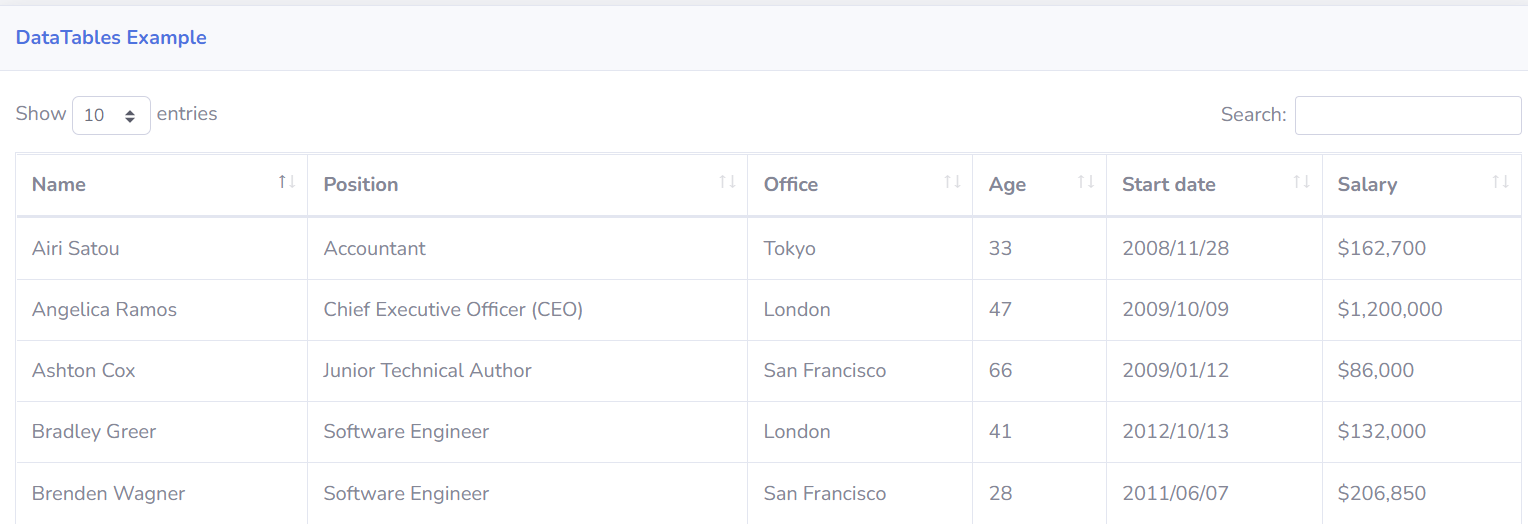 DataTables Example
Show 10 entries Search:
Name Position Office Age Start date Salary
Airi Satou Accountant Tokyo 33 2008/11/28 $162,700
Angelica Ramos Chief Executive Officer (CEO) London 47 2009/10/09 $1,200,000
Ashton Cox Junior Technical Author San Francisco 66 2009/01/12 $86,000
Bradley Greer Software Engineer London 41 2012/10/13 $132,000
Brenden Wagner Software Engineer San Francisco 28 2011/06/07 $206,850